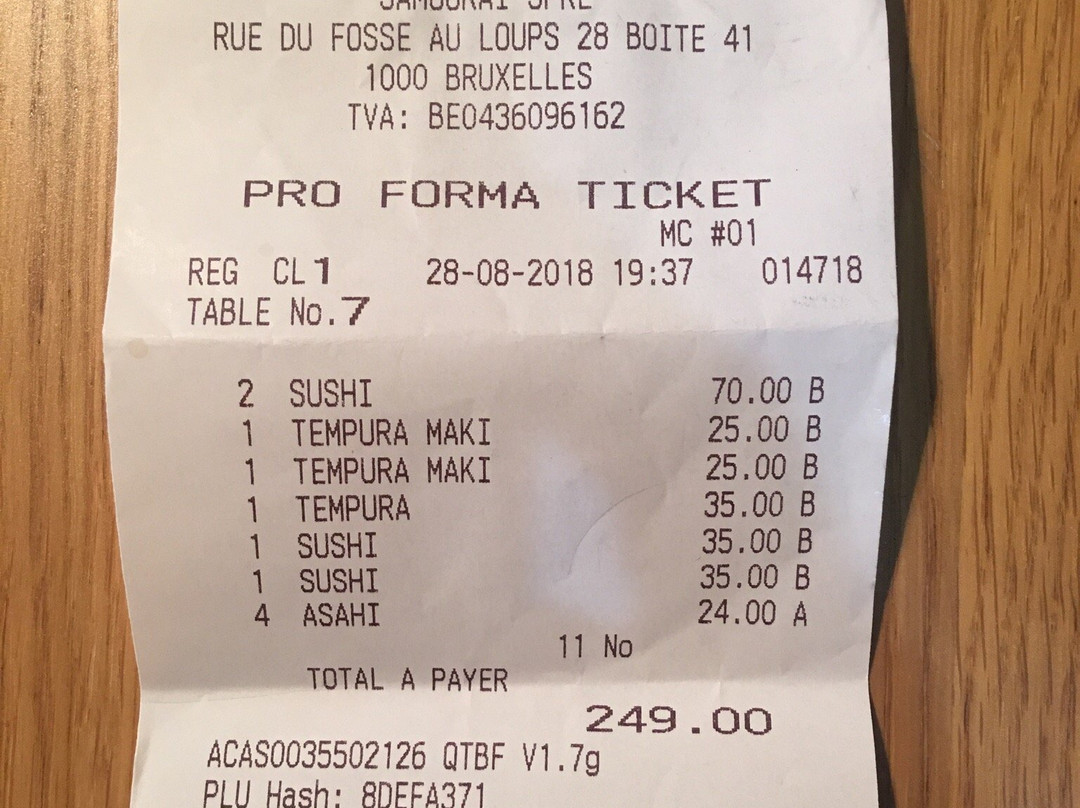 SAMOURAI SPRL
RUE DU FOSSE AU LOUPS 28 BOITE 41
1000 BRUXELLES
TVA: BE0436096162
PRO FORMA TICKET
MC #01
REG CL1 28-08-2018 19:37 014718
TABLE No.7
2 SUSHI 70.00 B
1 TEMPURA MAKI 25.00 B
1 TEMPURA MAKI 25.00 B
1 TEMPURA 35.00 B
1 SUSHI 35.00 B
1 SUSHI 35.00 B
4 ASAHI 24.00 A
11 No
TOTAL A PAYER
249.00
ACAS0035502126 QTBF V1.7g
PLU Hash: 8DEFA371